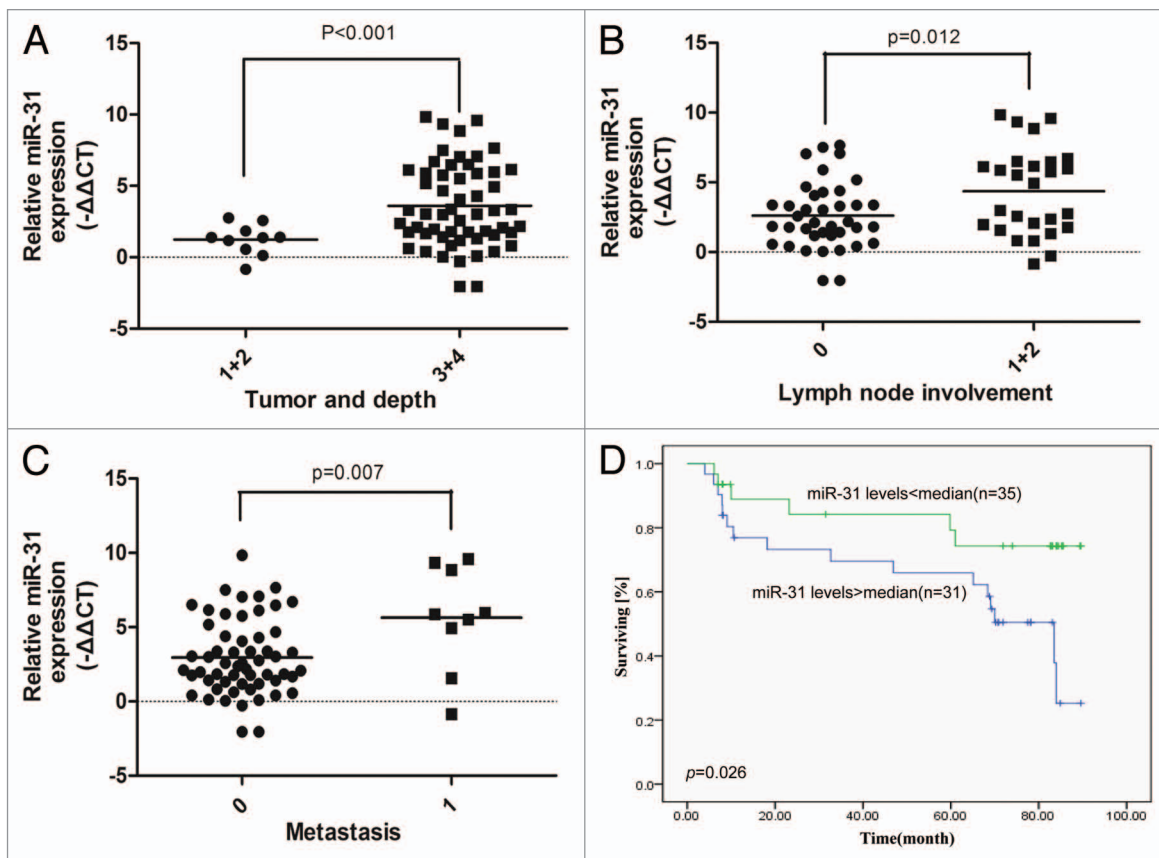 A
P<0.001
Relative miR-31
expression
(-ΔΔCT)
15
10
5
0
-5
1+2
3+4
Tumor and depth
B
p=0.012
Relative miR-31
expression
(-ΔΔCT)
15
10
5
0
-5
0
1+2
Lymph node involvement
C
p=0.007
Relative miR-31
expression
(-ΔΔCT)
15
10
5
0
-5
0
1
Metastasis
D
Surviving [%]
1.0
0.8
0.6
0.4
0.2
0.0
miR-31 levels<median(n=35)
miR-31 levels>median(n=31)
p=0.026
0.00
20.00
40.00
60.00
80.00
100.00
Time(month)